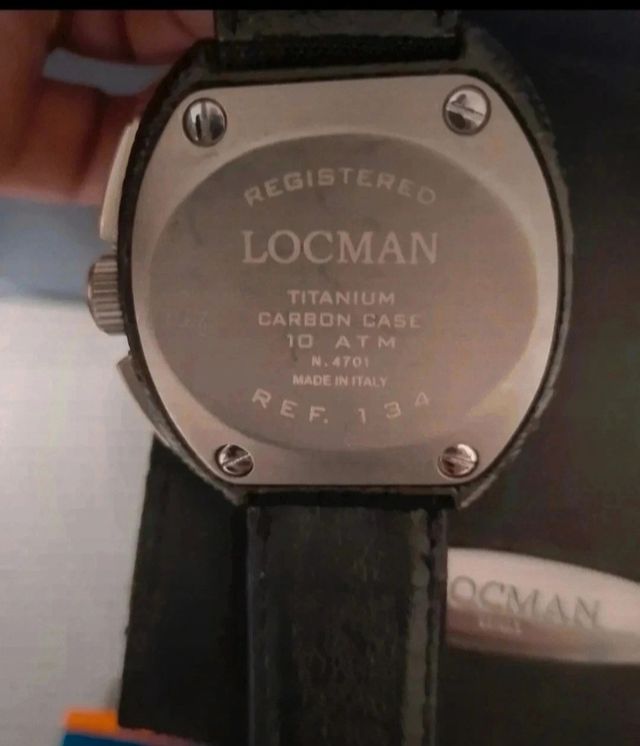 REGISTERED
LOCMAN
TITANIUM
CARBON CASE
10 ATM
N. 4701
MADE IN ITALY
REF. 134
LOCMAN